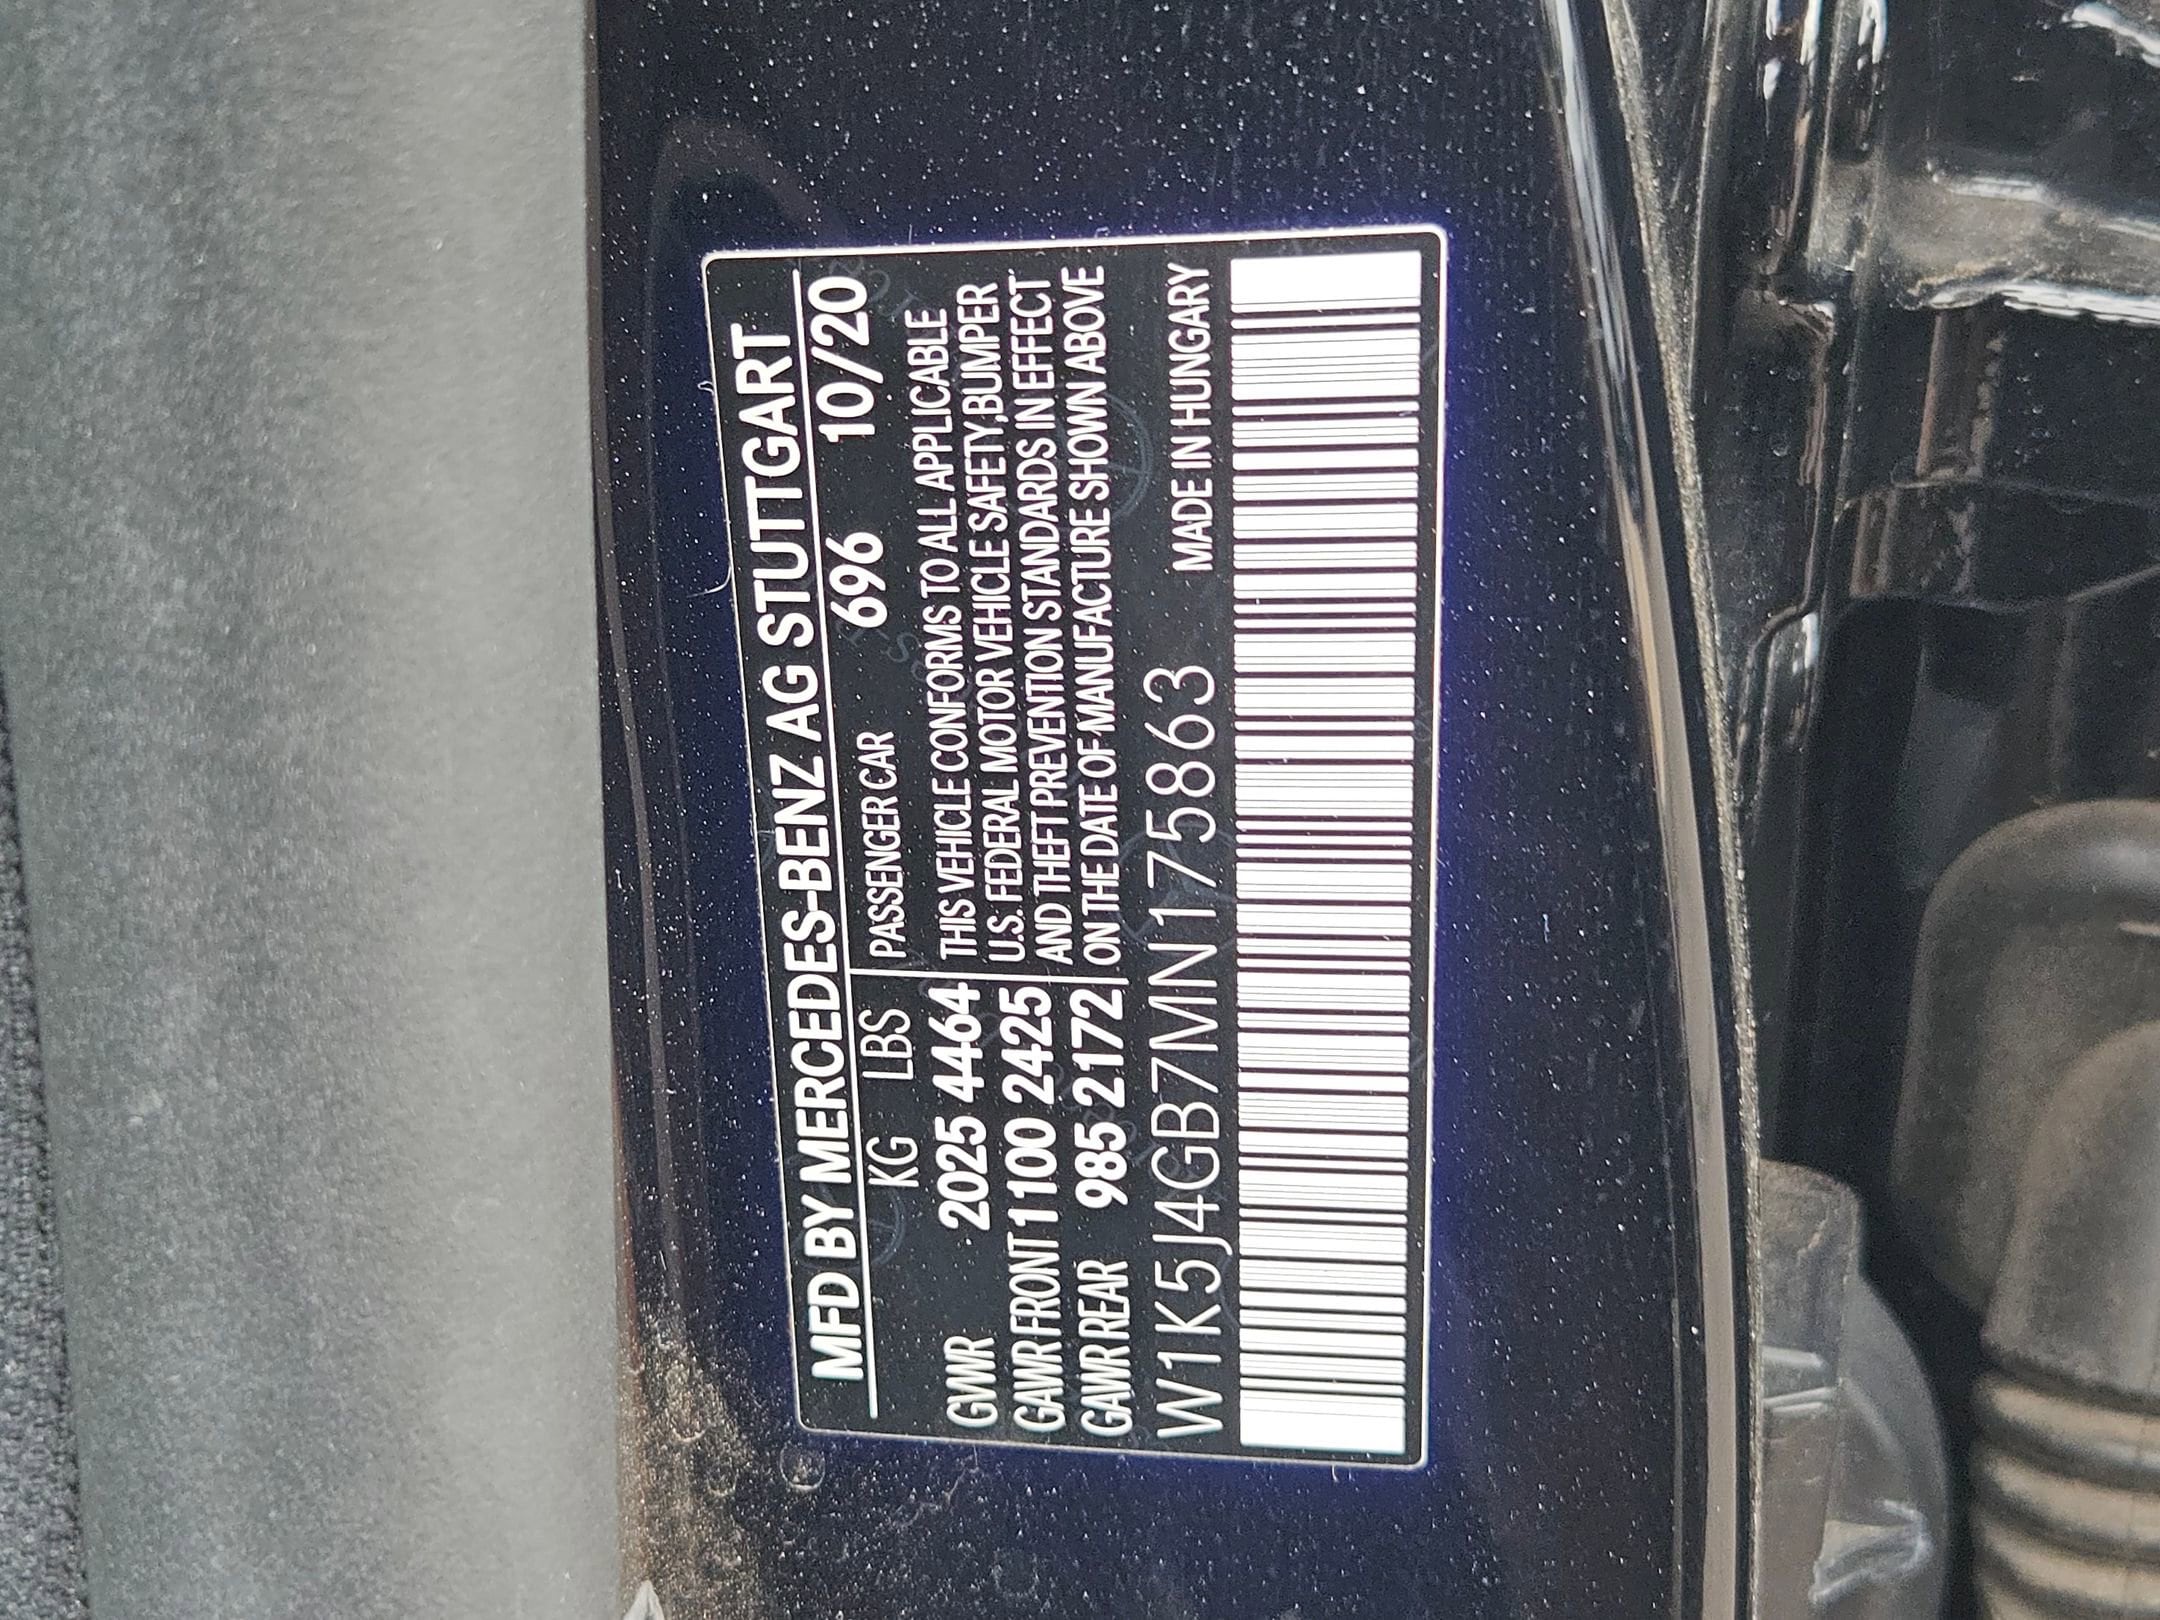 MFD BY MERCEDES-BENZ AG STUTTGART
KG LBS PASSENGER CAR 696 10/20
GVWR 2025 4464 THIS VEHICLE CONFORMS TO ALL APPLICABLE
U.S. FEDERAL MOTOR VEHICLE SAFETY,BUMPER
GAWR FRONT 1100 2425 AND THEFT PREVENTION STANDARDS IN EFFECT
GAWR REAR 985 2172 ON THE DATE OF MANUFACTURE SHOWN ABOVE
W1K5J4GB7MN175863 MADE IN HUNGARY